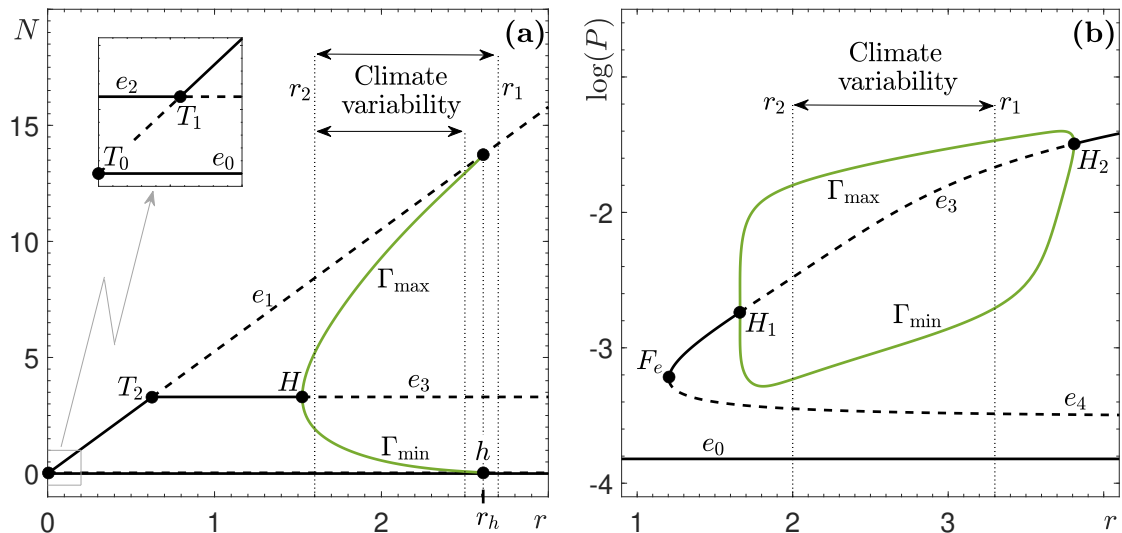 N
(a)
15
10
5
0
0
1
2
r_h
r
e_2
T_1
T_0
e_0
r_2
Climate
variability
r_1
e_1
Γ_max
T_2
H
e_3
Γ_min
h
log(P)
(b)
-2
-3
-4
1
2
3
4
r
Climate
variability
r_2
r_1
Γ_max
e_3
H_2
H_1
Γ_min
F_e
e_4
e_0